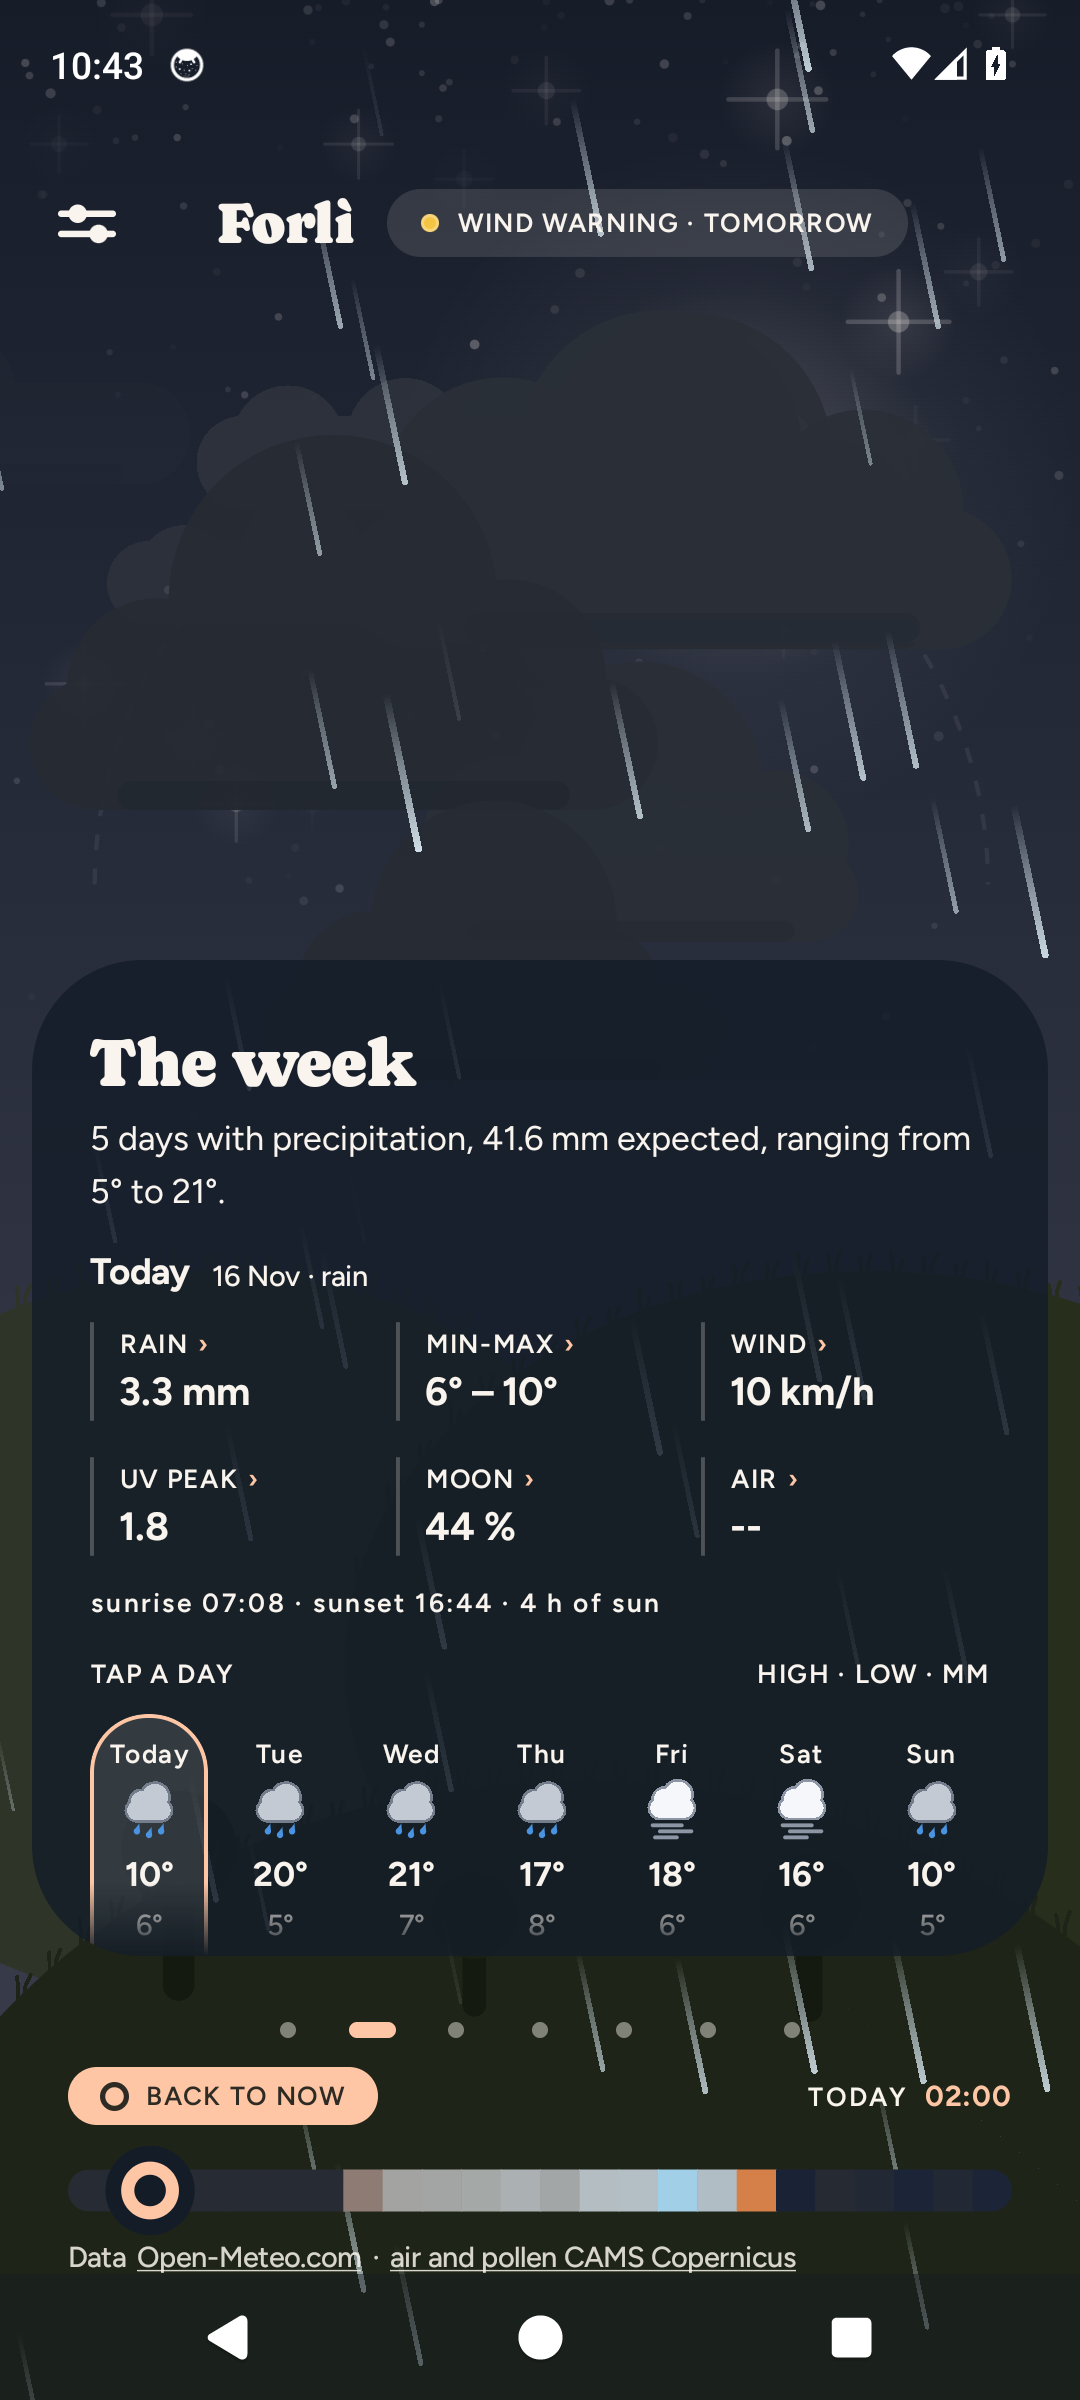 10:43
Forlì
WIND WARNING · TOMORROW
The week
5 days with precipitation, 41.6 mm expected, ranging from
5° to 21°.
Today 16 Nov · rain
RAIN › MIN-MAX › WIND ›
3.3 mm 6° – 10° 10 km/h
UV PEAK › MOON › AIR ›
1.8 44 % --
sunrise 07:08 · sunset 16:44 · 4 h of sun
TAP A DAY HIGH · LOW · MM
Today Tue Wed Thu Fri Sat Sun
10° 20° 21° 17° 18° 16° 10°
6° 5° 7° 8° 6° 6° 5°
BACK TO NOW TODAY 02:00
Data Open-Meteo.com · air and pollen CAMS Copernicus